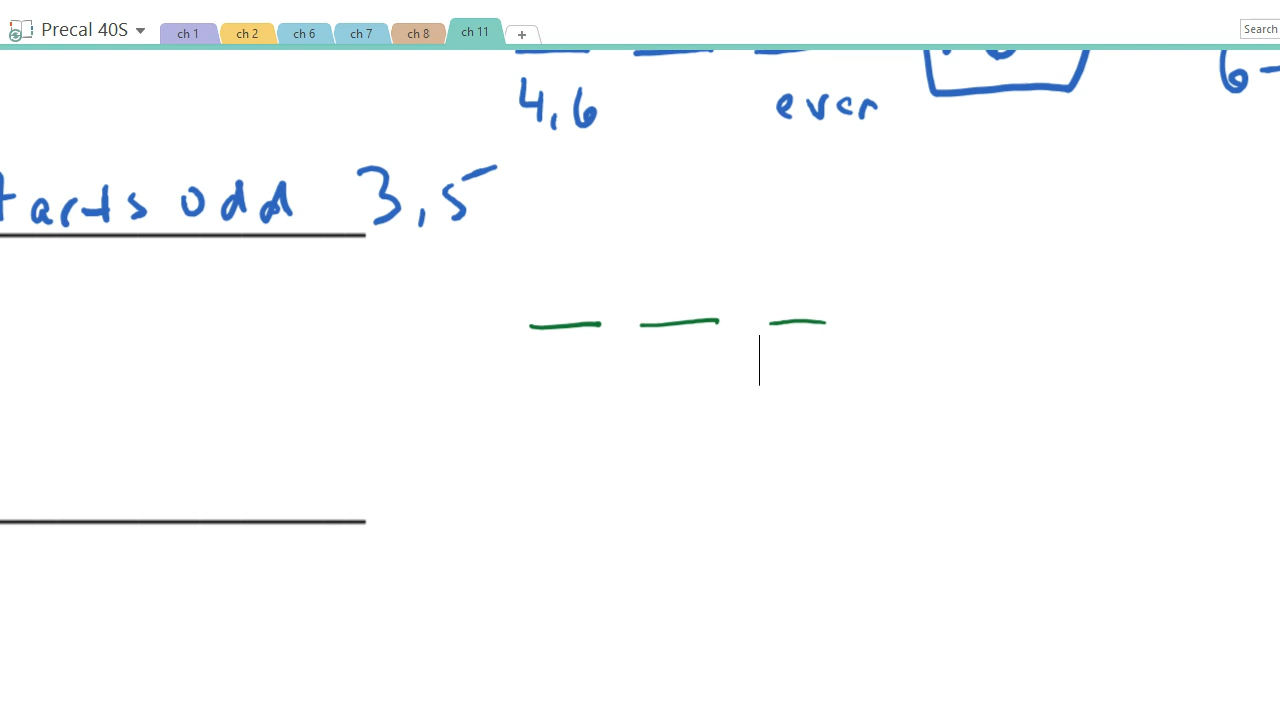 Precal 40S
ch 1 ch 2 ch 6 ch 7 ch 8 ch 11 +
Search
4,6 even
tarts odd 3,5